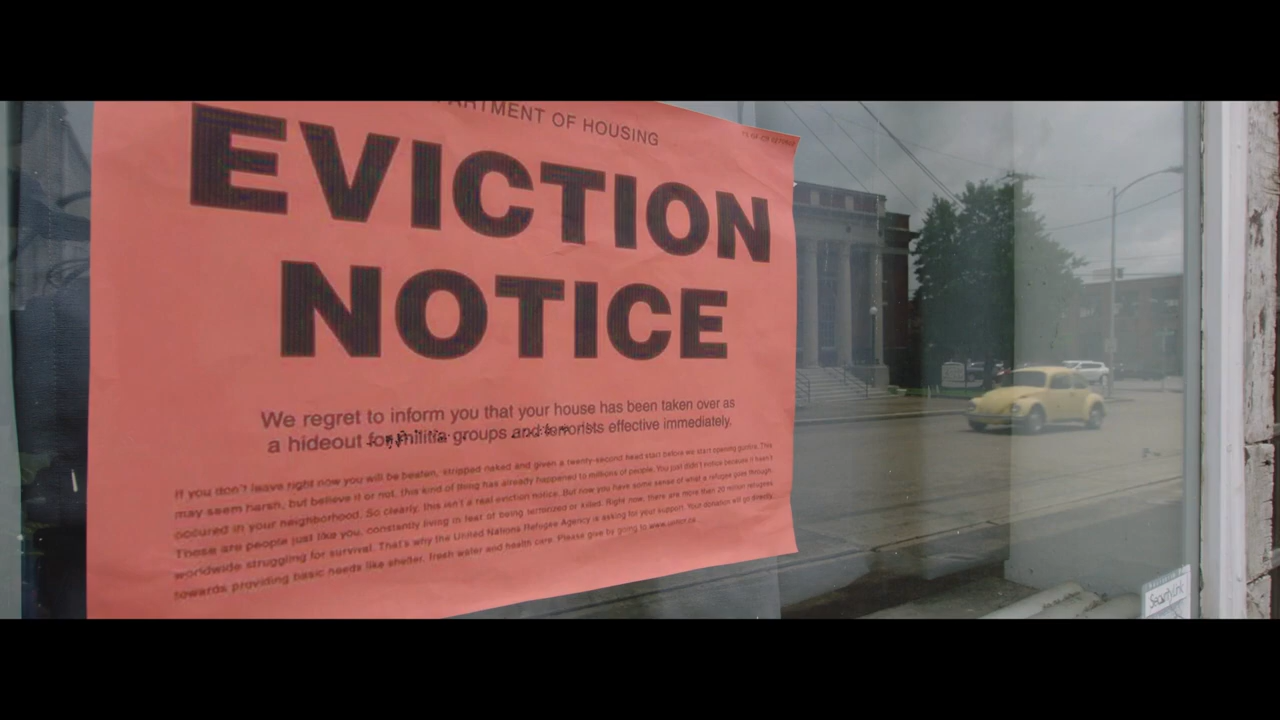 ARTMENT OF HOUSING
EVICTION
NOTICE
We regret to inform you that your house has been taken over as
a hideout for militia groups and terrorists effective immediately.
If you don't leave right now you will be beaten, stripped naked and given a twenty-second head start before we start opening gunfire. This
may seem harsh, but believe it or not, this kind of thing has already happened to millions of people. You just didn't notice because it hasn't
occured in your neighborhood. So clearly, this isn't a real eviction notice. But now you have some sense of what a refugee goes through.
These are people just like you, constantly living in fear of being terrorized or killed. Right now, there are more than 20 million refugees
worldwide struggling for survival. That's why the United Nations Refugee Agency is asking for your support. Your donation will go directly
towards providing basic needs like shelter, fresh water and health care. Please give by going to
SecurityLink